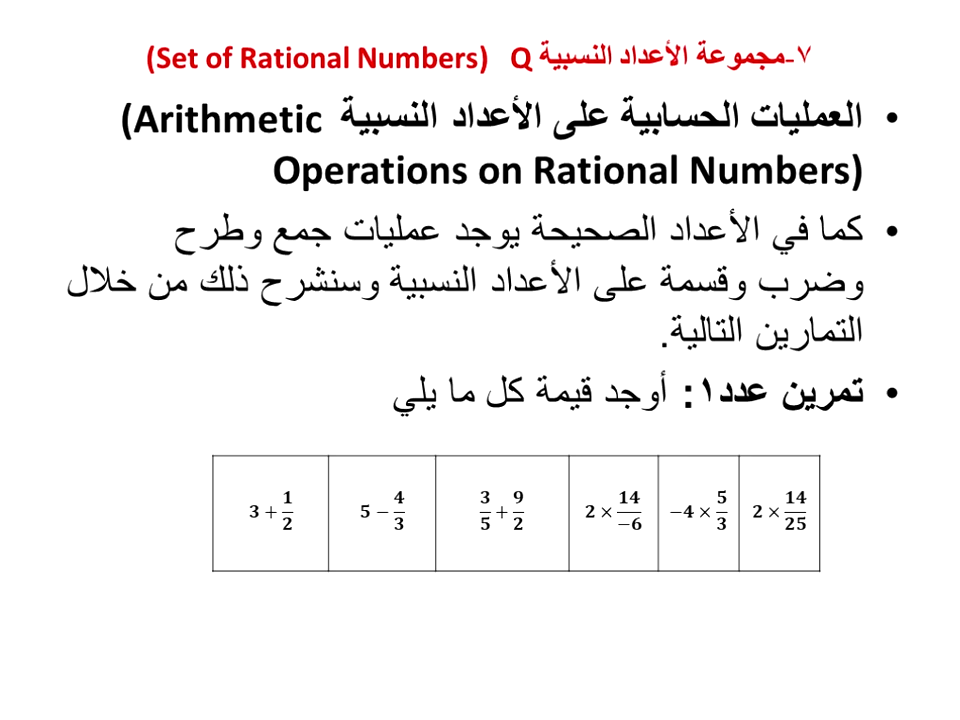 ٧-مجموعة الأعداد النسبية Q (Set of Rational Numbers)
• العمليات الحسابية على الأعداد النسبية (Arithmetic
Operations on Rational Numbers)
• كما في الأعداد الصحيحة يوجد عمليات جمع وطرح
وضرب وقسمة على الأعداد النسبية وسنشرح ذلك من خلال
التمارين التالية.
• تمرين عدد١: أوجد قيمة كل ما يلي
3 + 1/2 5 − 4/3 3/5 + 9/2 2 × 14/−6 −4 × 5/3 2 × 14/25